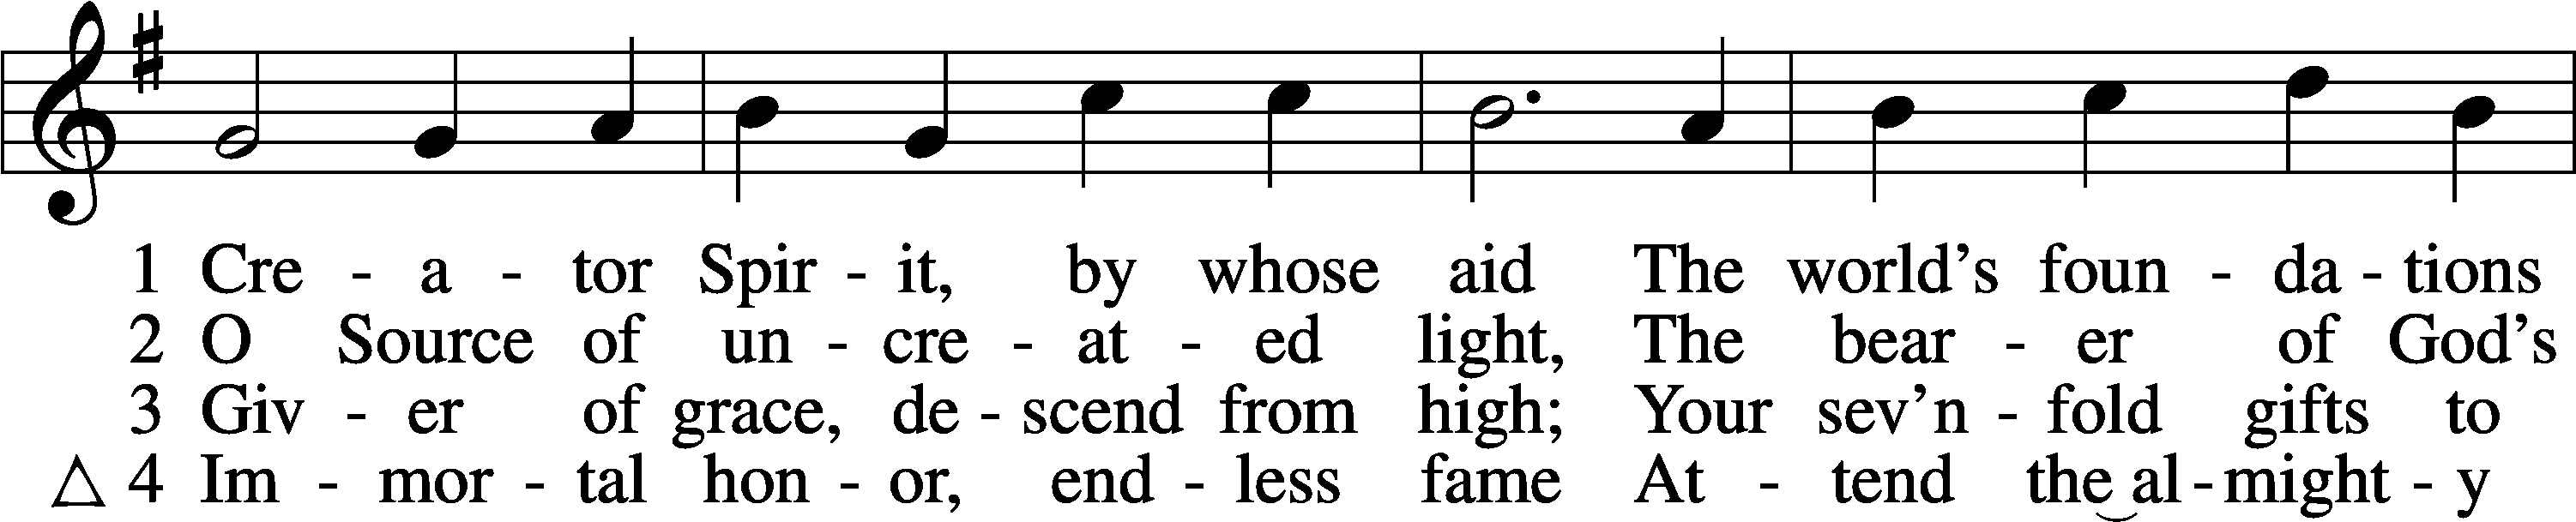 1 Cre - a - tor Spir - it, by whose aid The world's foun - da - tions
2 O Source of un - cre - at - ed light, The bear - er of God's
3 Giv - er of grace, de - scend from high; Your sev'n - fold gifts to
△ 4 Im - mor - tal hon - or, end - less fame At - tend the‿al - might - y